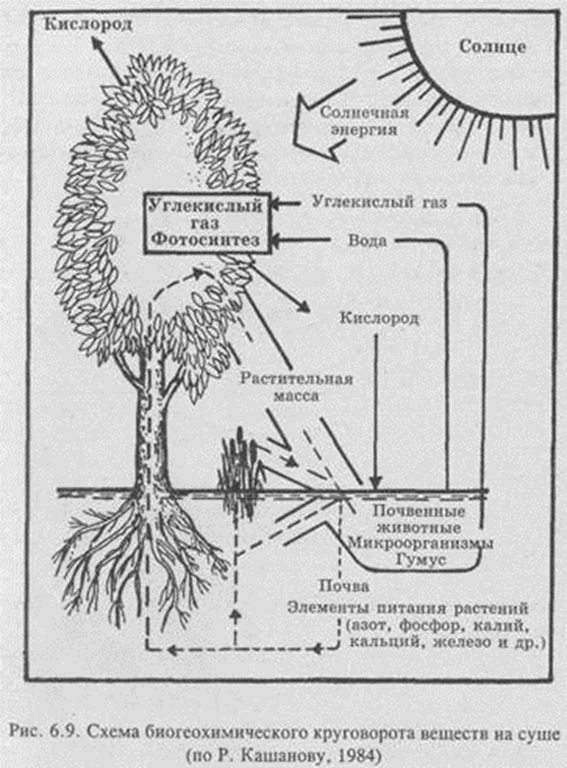 Кислород
Солнце
Солнечная
энергия
Углекислый
газ
Фотосинтез
Углекислый газ
Вода
Кислород
Растительная
масса
Почвенные
животные
Микроорганизмы
Гумус
Почва
Элементы питания растений
(азот, фосфор, калий,
кальций, железо и др.)
Рис. 6.9. Схема биогеохимического круговорота веществ на суше
(по Р. Кашанову, 1984)